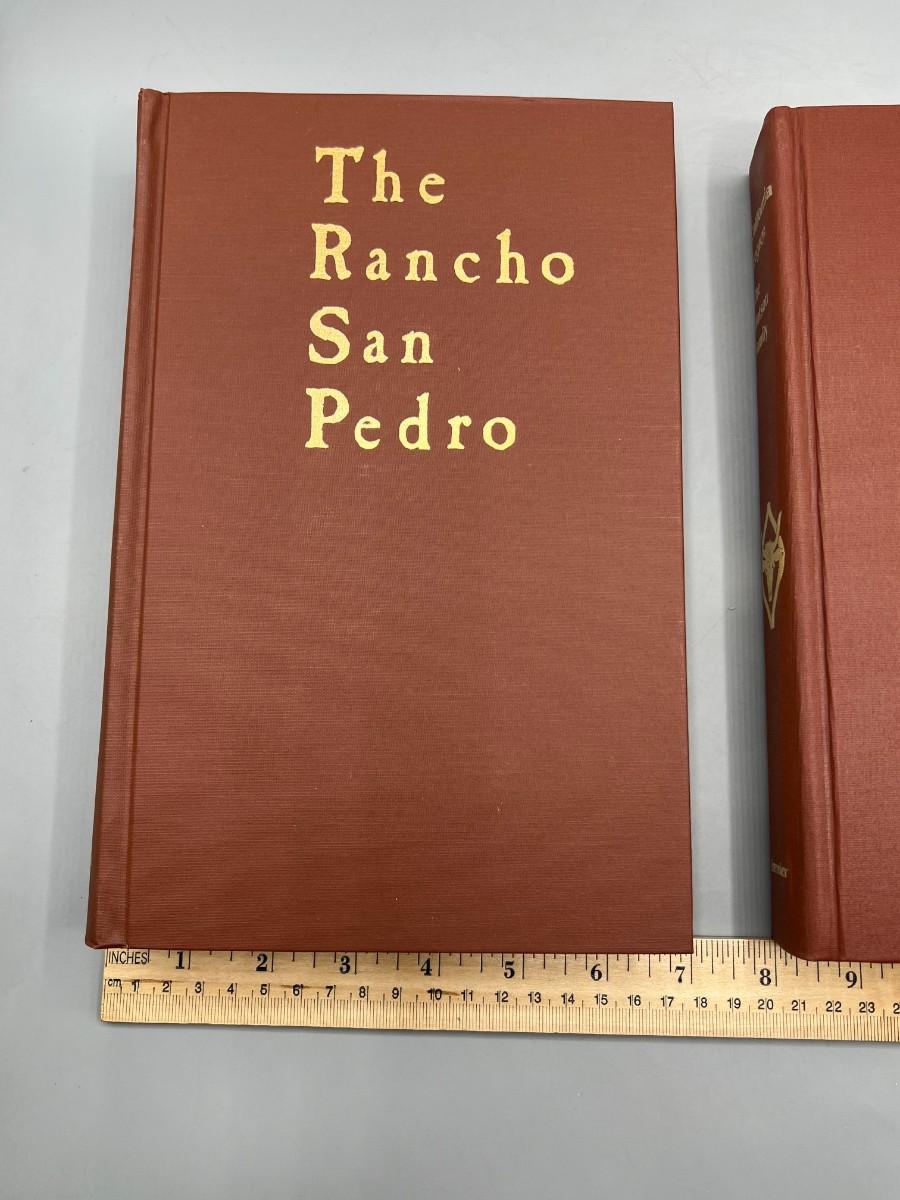 The
Rancho
San
Pedro
INCHES 1 2 3 4 5 6 7 8 9
cm 1 2 3 4 5 6 7 8 9 10 11 12 13 14 15 16 17 18 19 20 21 22 23